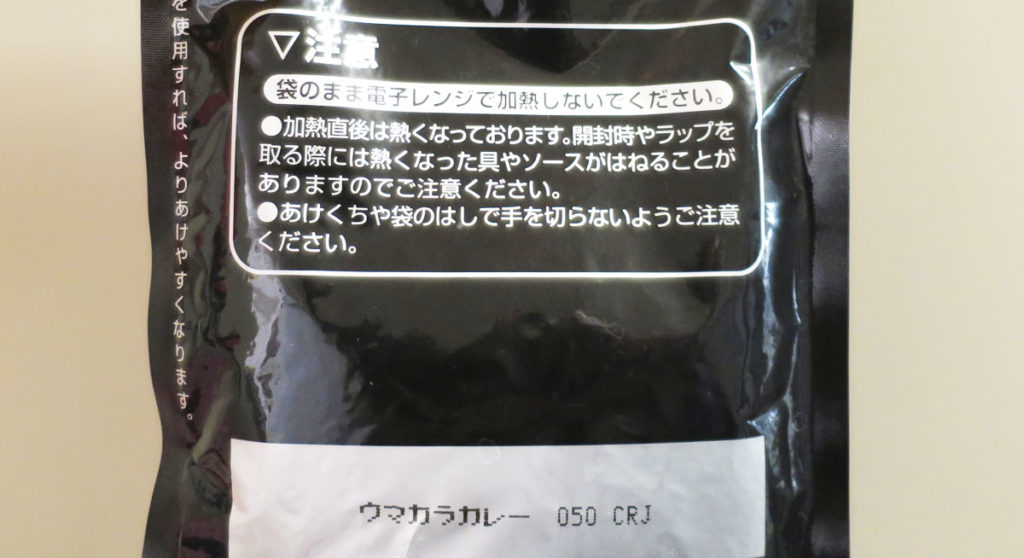 を使用すれば、よりあけやすくなります。
▽注意
袋のまま電子レンジで加熱しないでください。
●加熱直後は熱くなっております。開封時やラップを
取る際には熱くなった具やソースがはねることが
ありますのでご注意ください。
●あけくちや袋のはしで手を切らないようご注意
ください。
ウマカラカレー 050 CRJ